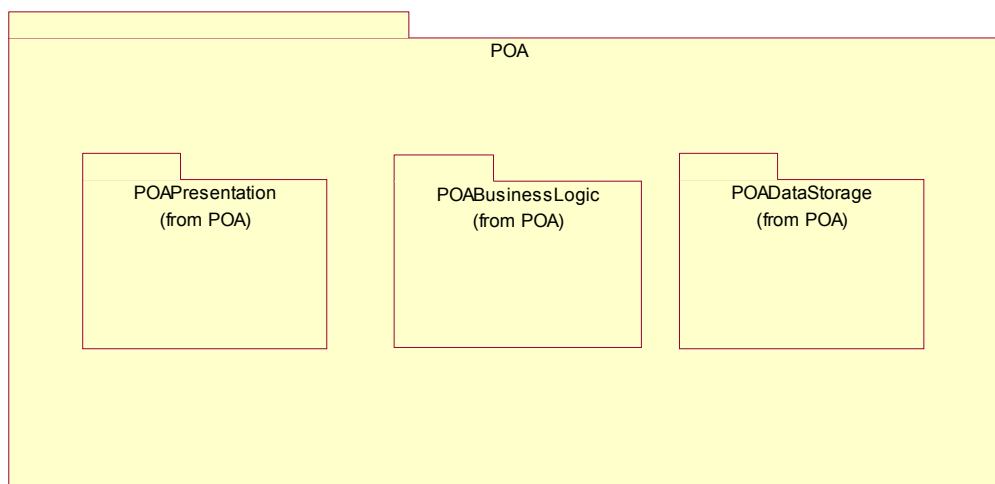 POA
POAPresentation
(from POA)
POABusinessLogic
(from POA)
POADataStorage
(from POA)